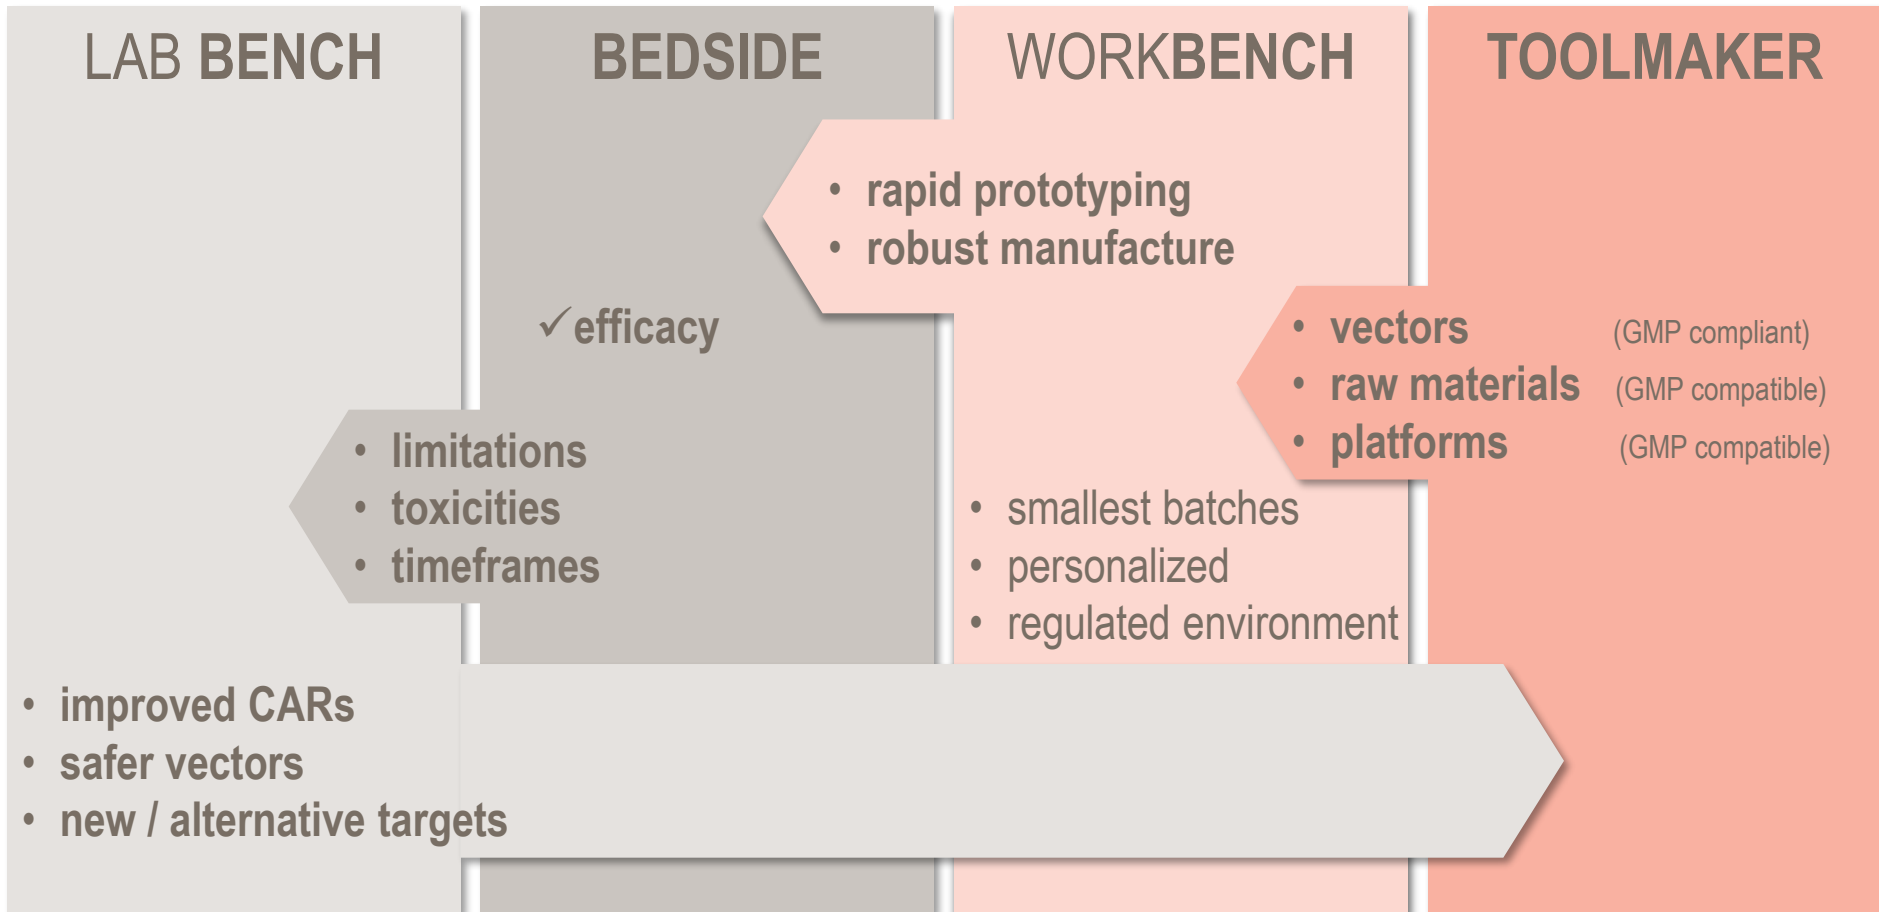 LAB BENCH
BEDSIDE
WORKBENCH
TOOLMAKER
• rapid prototyping
• robust manufacture
✓efficacy
• vectors (GMP compliant)
• raw materials (GMP compatible)
• platforms (GMP compatible)
• limitations
• toxicities
• timeframes
• smallest batches
• personalized
• regulated environment
• improved CARs
• safer vectors
• new / alternative targets